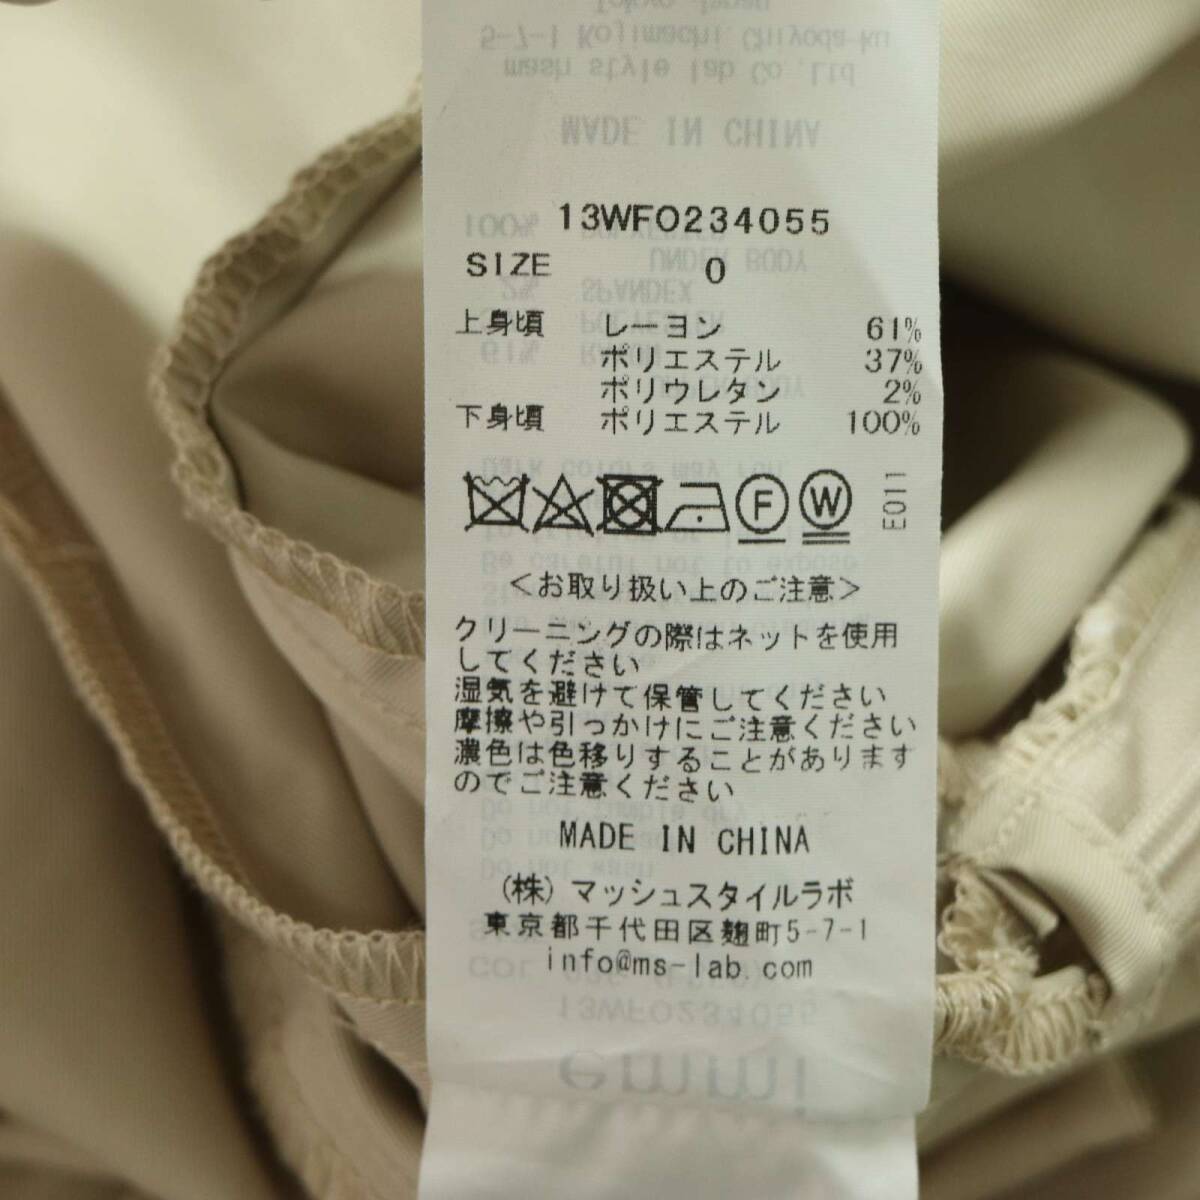 13WFO234055
SIZE 0
上身頃 レーヨン 61%
ポリエステル 37%
ポリウレタン 2%
下身頃 ポリエステル 100%
F W E011
<お取り扱い上のご注意>
クリーニングの際はネットを使用
してください
湿気を避けて保管してください
摩擦や引っかけにご注意ください
濃色は色移りすることがあります
のでご注意ください
MADE IN CHINA
(株)マッシュスタイルラボ
東京都千代田区麹町5-7-1
info@ms-lab.com